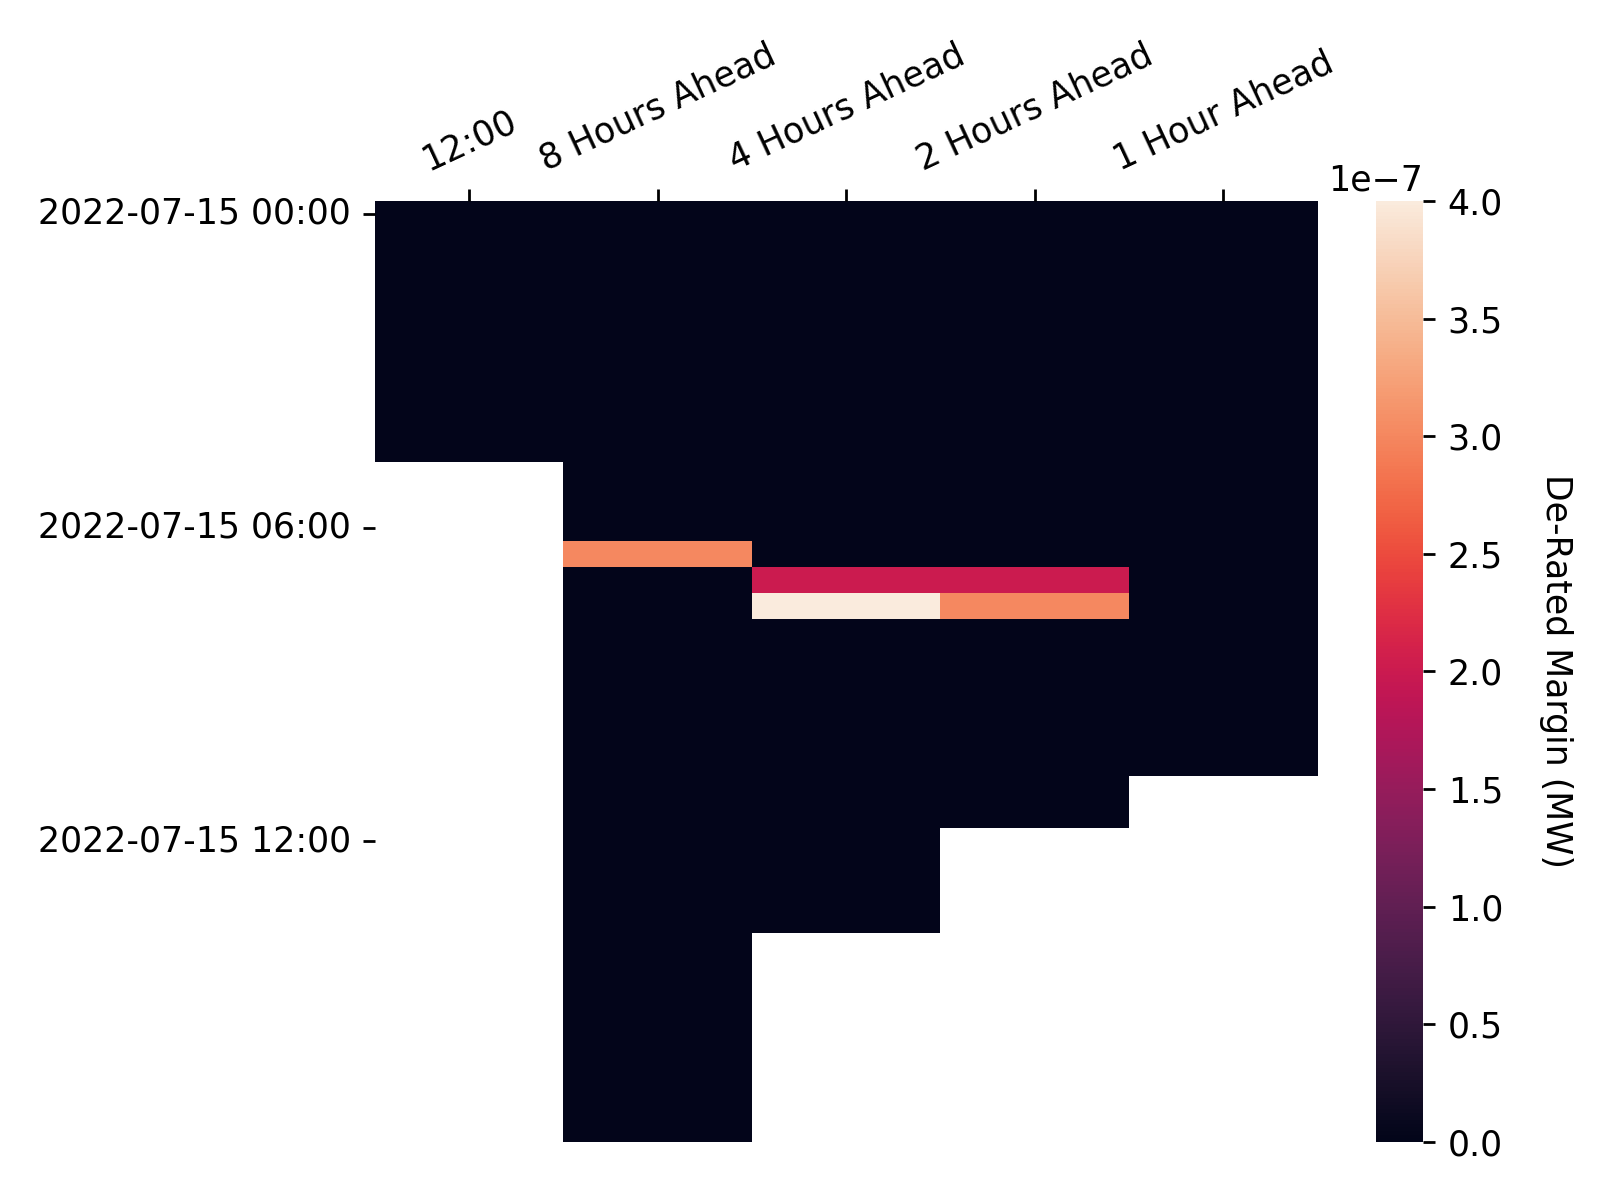 12:00
8 Hours Ahead
4 Hours Ahead
2 Hours Ahead
1 Hour Ahead
2022-07-15 00:00
2022-07-15 06:00
2022-07-15 12:00
1e−7
4.0
3.5
3.0
2.5
2.0
1.5
1.0
0.5
0.0
De-Rated Margin (MW)